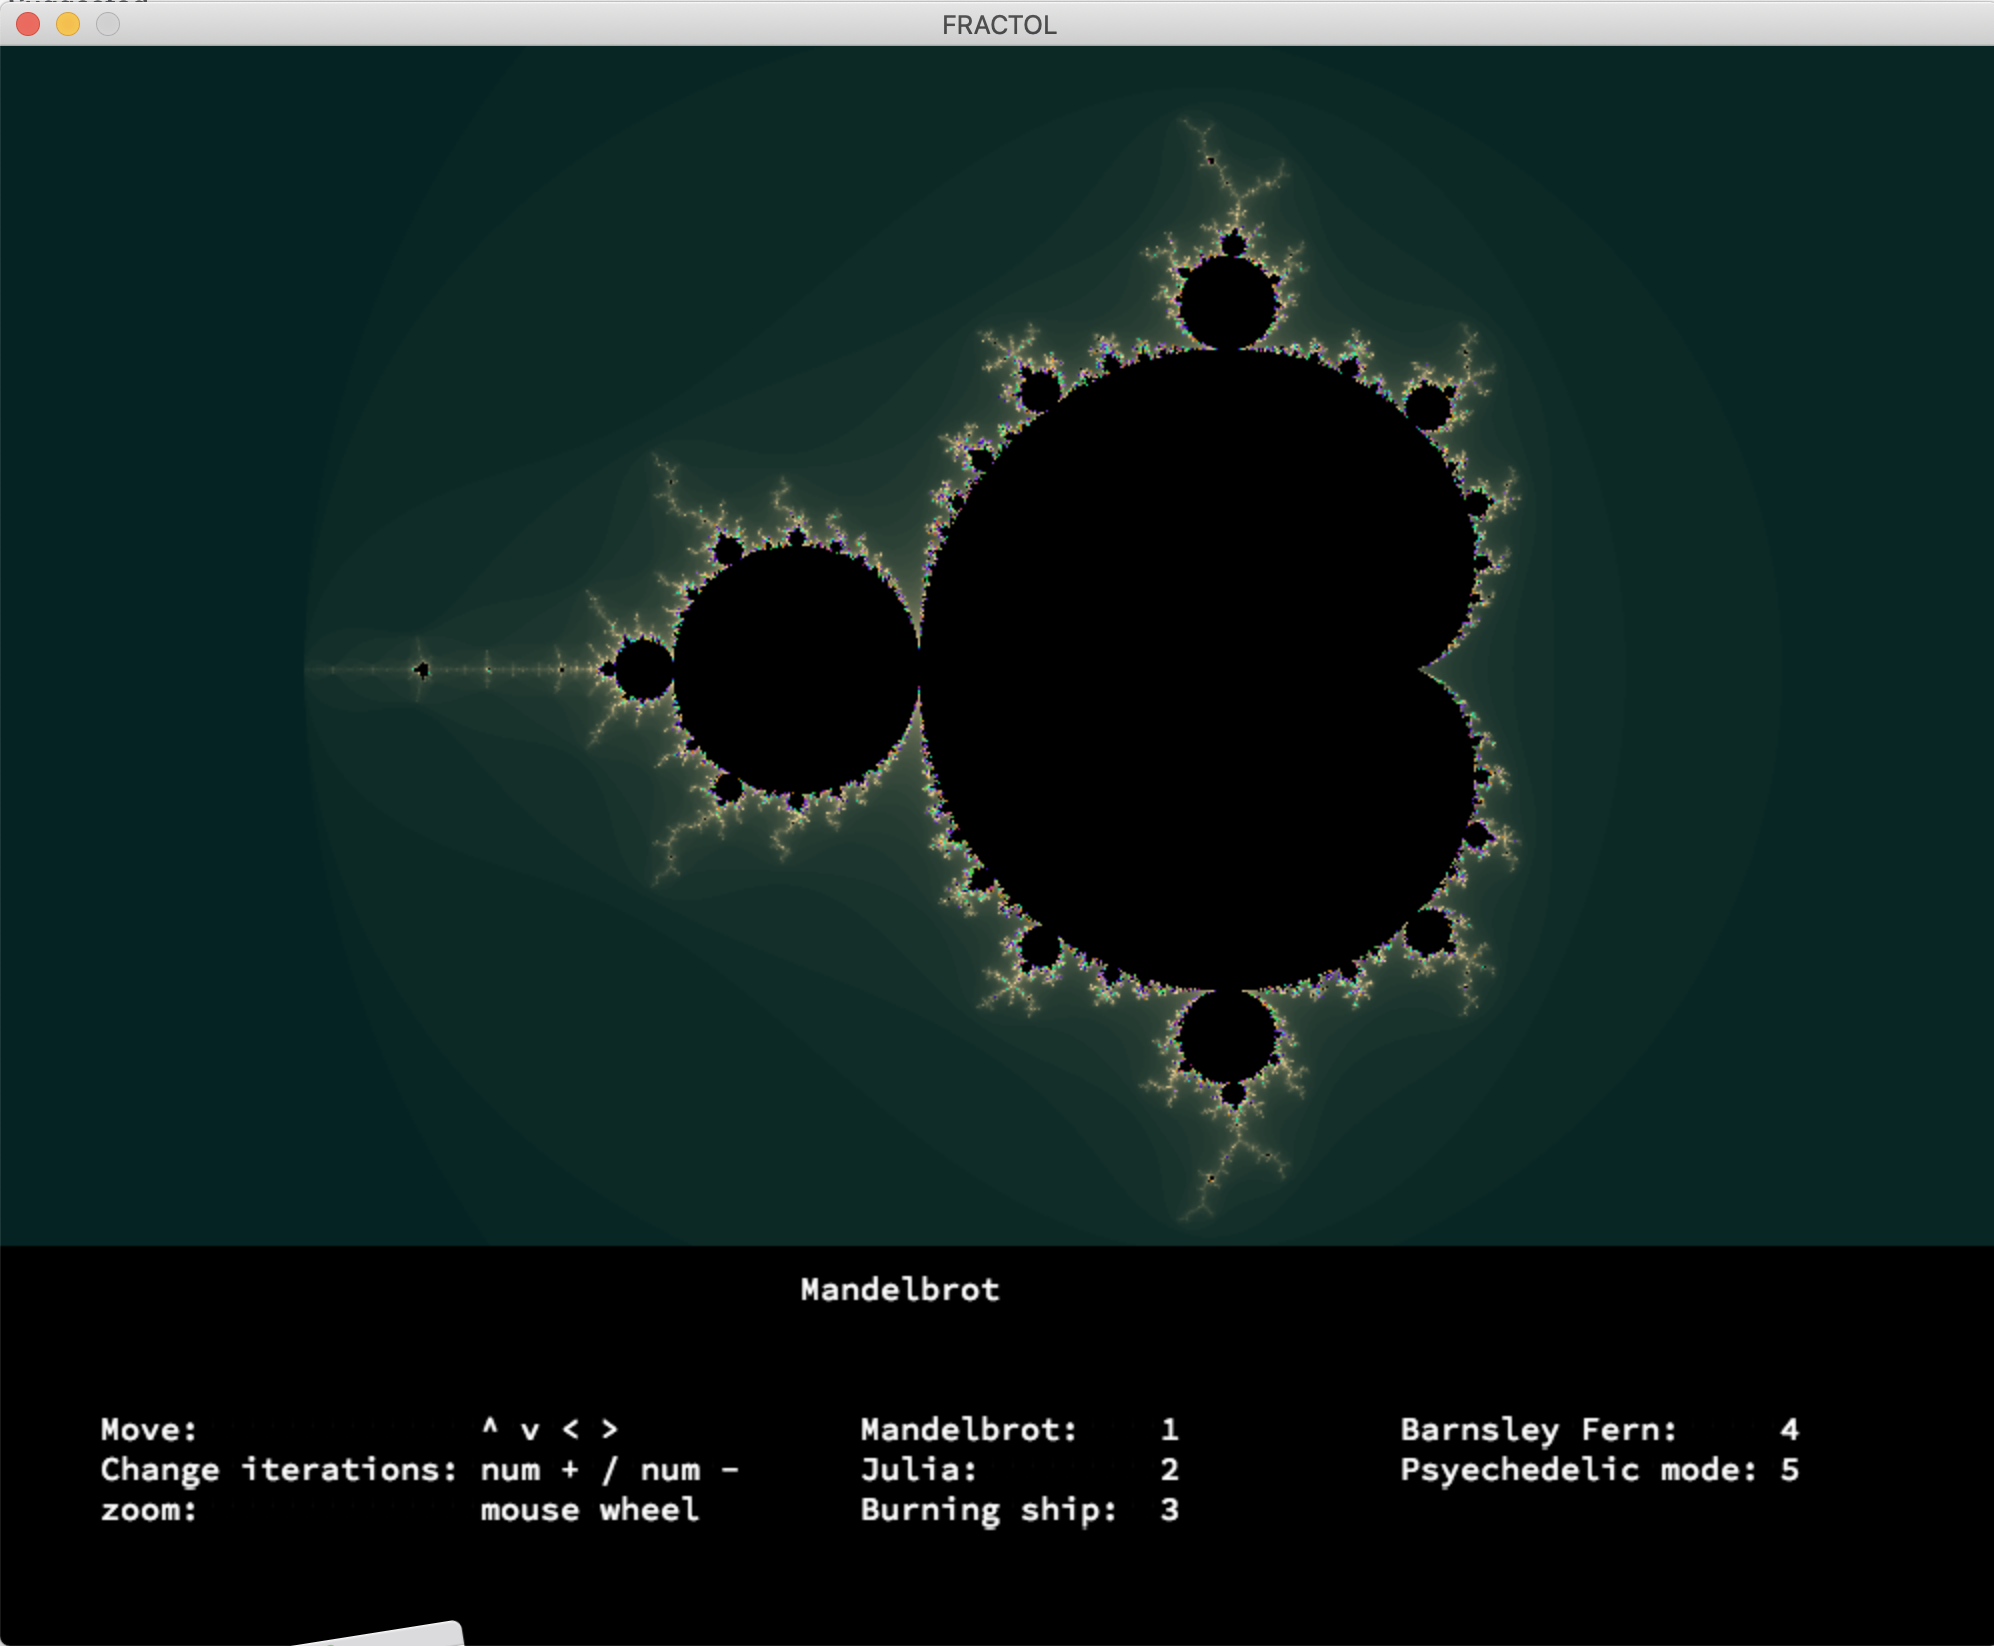 FRACTOL
Mandelbrot
Move: ^ v < >
Change iterations: num + / num -
zoom: mouse wheel
Mandelbrot: 1
Julia: 2
Burning ship: 3
Barnsley Fern: 4
Psyechedelic mode: 5